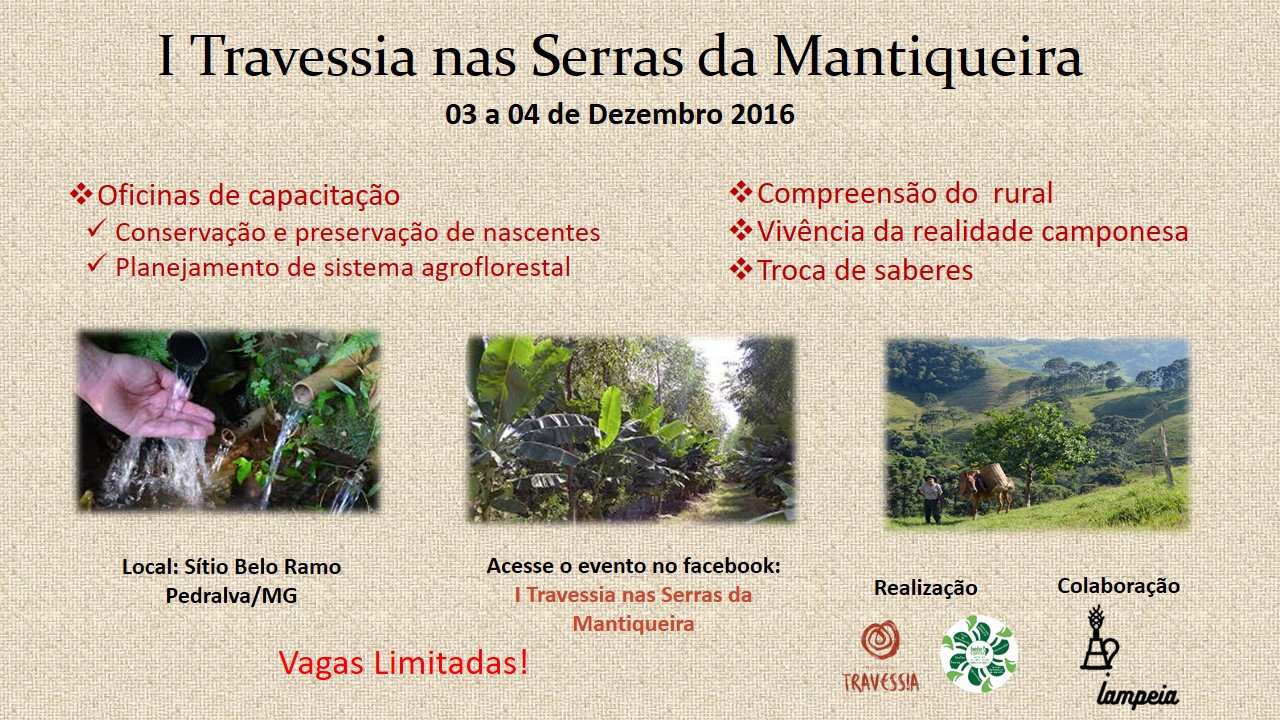 I Travessia nas Serras da Mantiqueira
03 a 04 de Dezembro 2016
Oficinas de capacitação
Conservação e preservação de nascentes
Planejamento de sistema agroflorestal
Compreensão do rural
Vivência da realidade camponesa
Troca de saberes
Local: Sítio Belo Ramo
Pedralva/MG
Acesse o evento no facebook:
I Travessia nas Serras da
Mantiqueira
Vagas Limitadas!
Realização
Colaboração
TRAVESSIA
lampeia